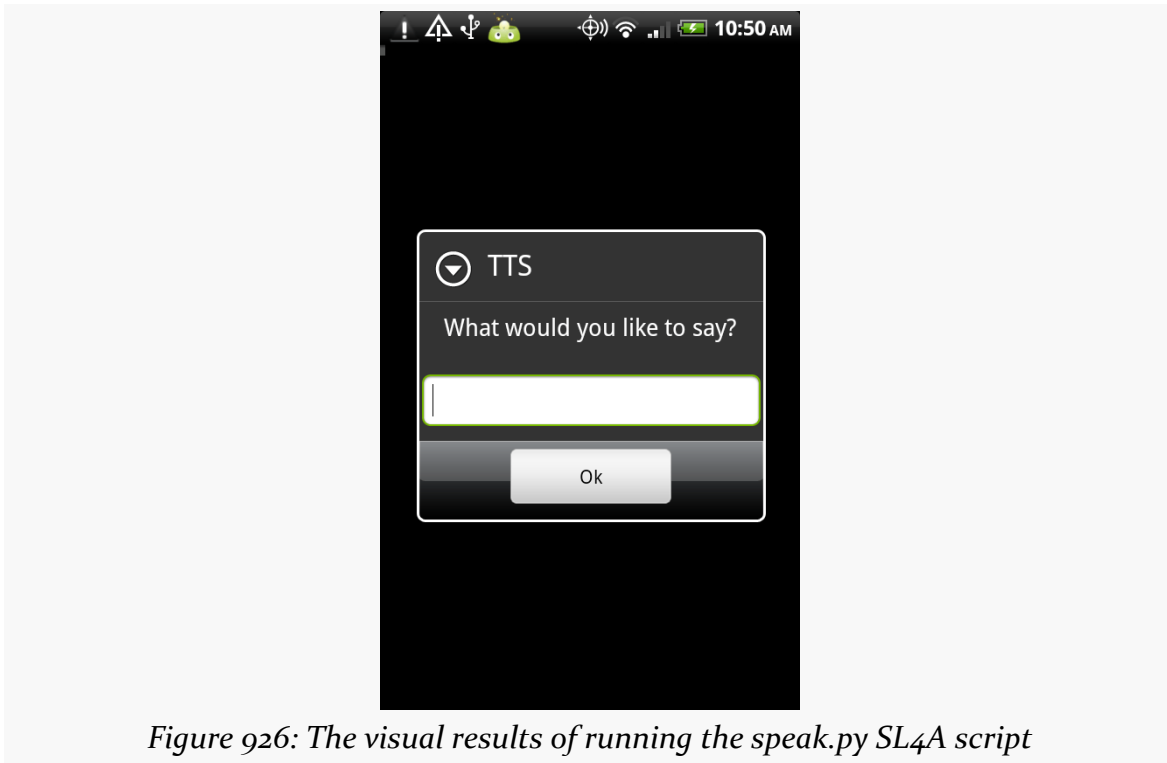 10:50 AM
TTS
What would you like to say?
Ok
Figure 926: The visual results of running the speak.py SL4A script